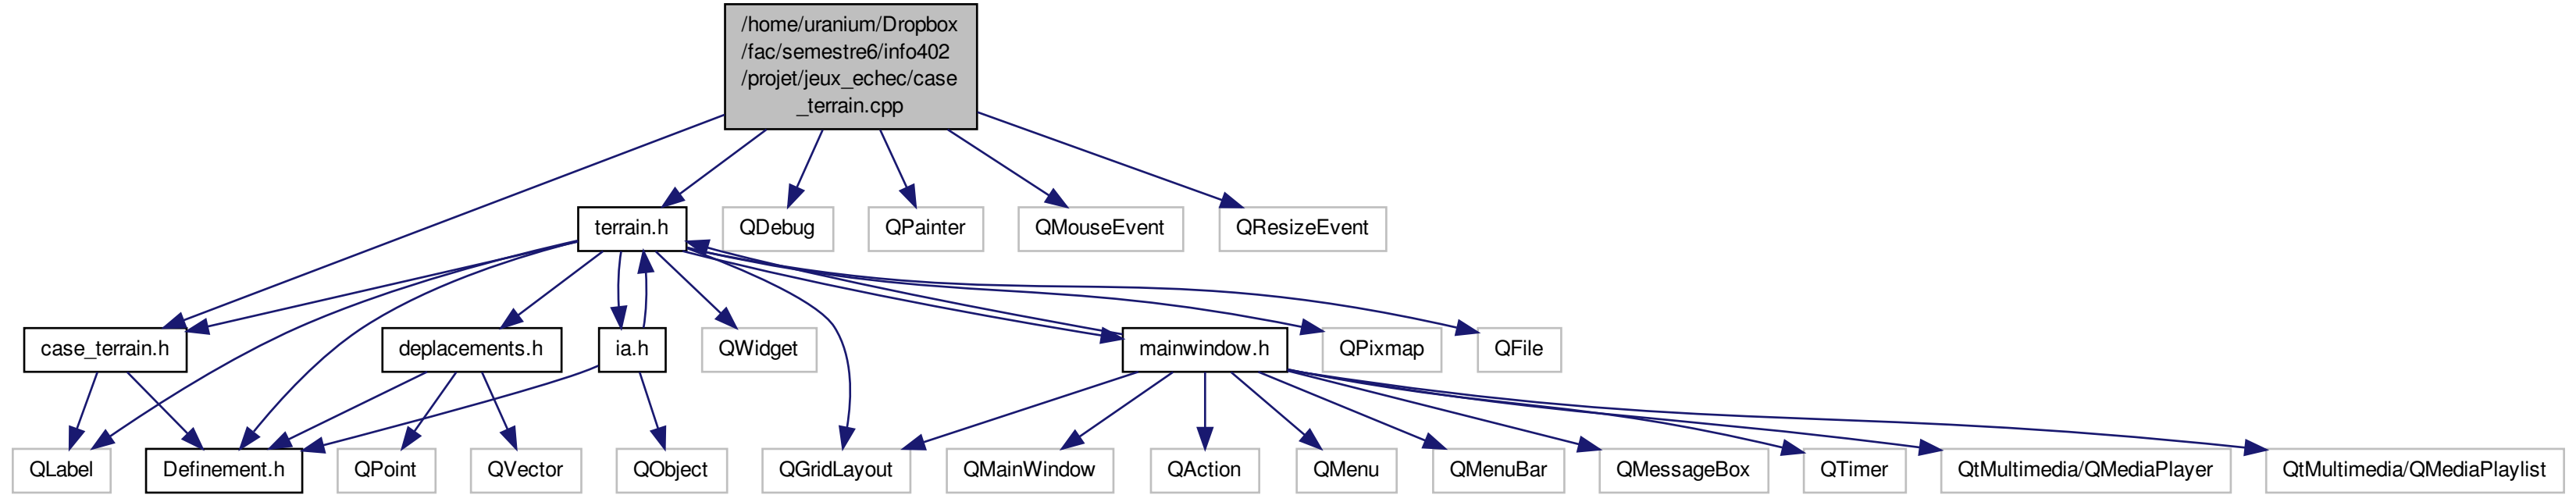 /home/uranium/Dropbox
/fac/semestre6/info402
/projet/jeux_echec/case
_terrain.cpp
terrain.h
QDebug
QPainter
QMouseEvent
QResizeEvent
case_terrain.h
deplacements.h
ia.h
QWidget
mainwindow.h
QPixmap
QFile
QLabel
Definement.h
QPoint
QVector
QObject
QGridLayout
QMainWindow
QAction
QMenu
QMenuBar
QMessageBox
QTimer
QtMultimedia/QMediaPlayer
QtMultimedia/QMediaPlaylist